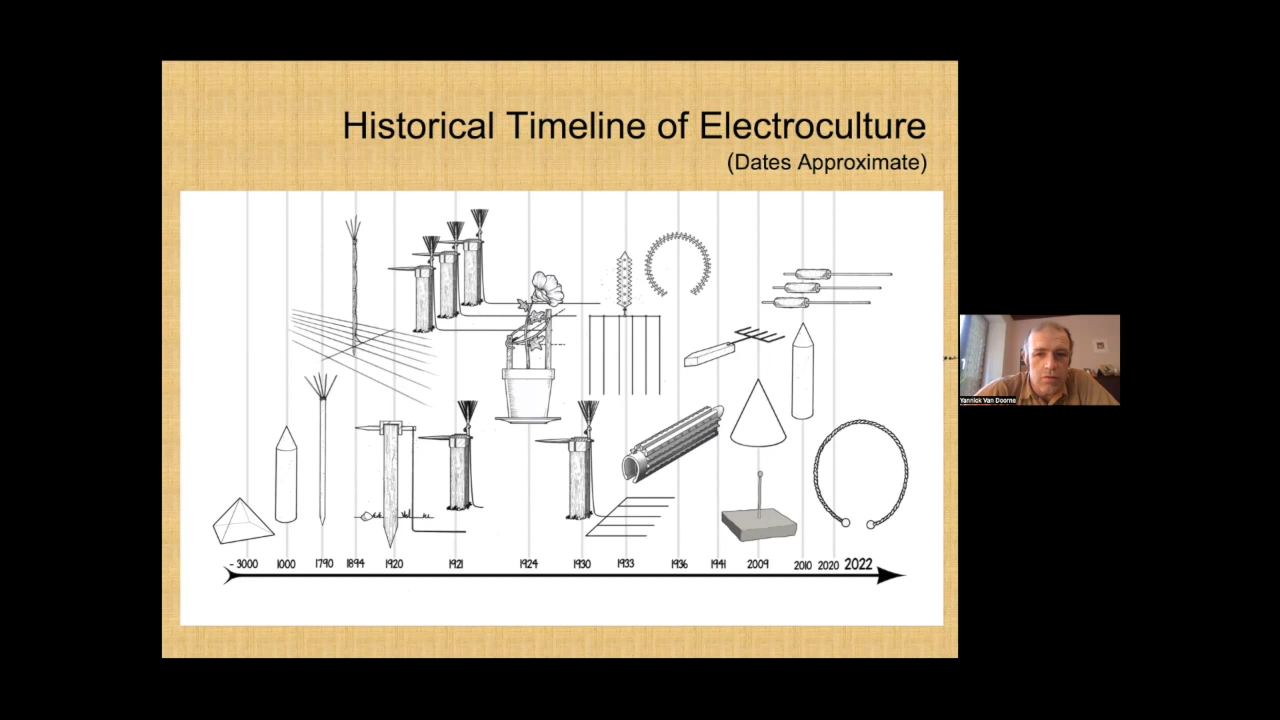 Historical Timeline of Electroculture
(Dates Approximate)
- 3000 1000 1790 1894 1920 1921 1924 1930 1933 1936 1941 2009 2010 2020 2022
Yannick Van Doorne